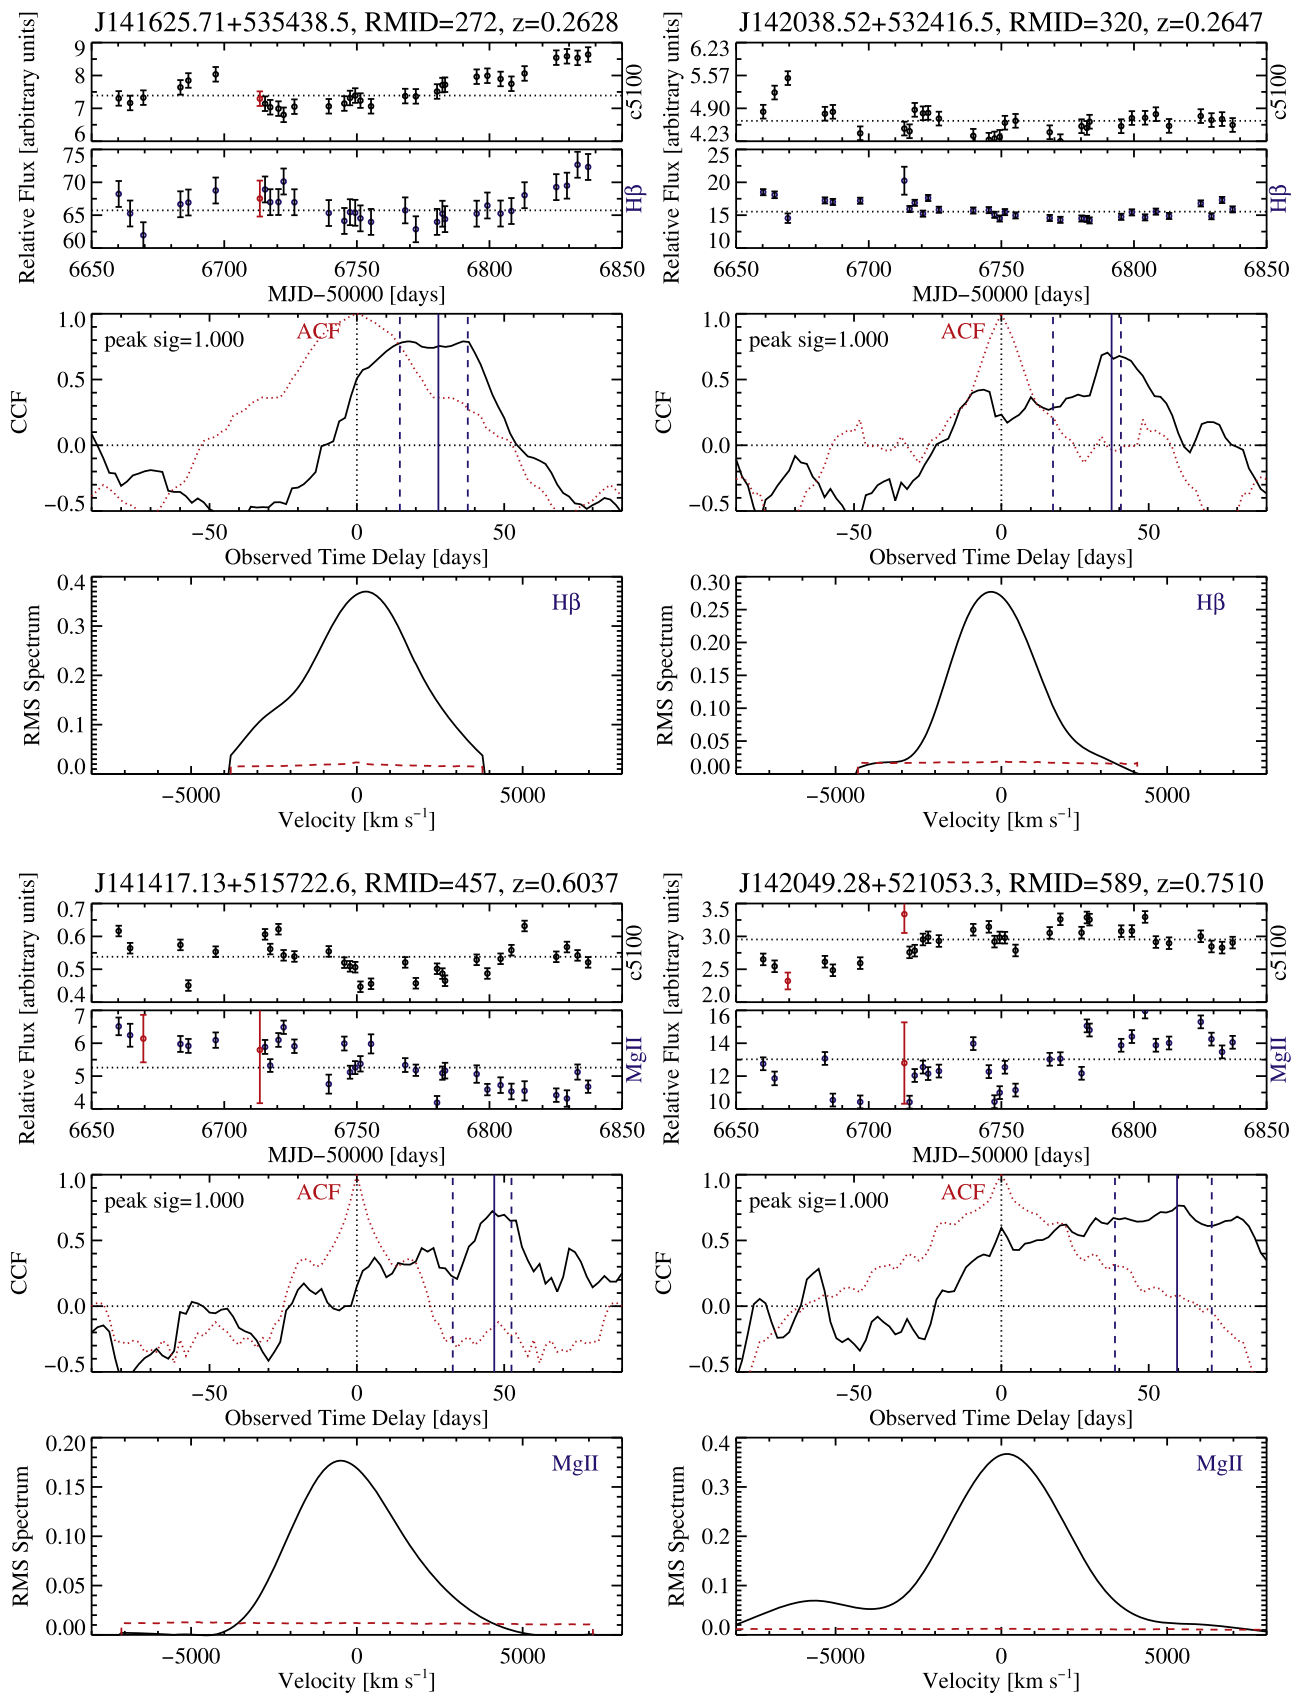 J141625.71+535438.5, RMID=272, z=0.2628
Relative Flux [arbitrary units]
9
8
7
6
c5100
75
70
65
60
Hβ
6650 6700 6750 6800 6850
MJD−50000 [days]
CCF
1.0
0.5
0.0
−0.5
peak sig=1.000
ACF
−50 0 50
Observed Time Delay [days]
RMS Spectrum
0.4
0.3
0.2
0.1
0.0
Hβ
−5000 0 5000
Velocity [km s⁻¹]
J142038.52+532416.5, RMID=320, z=0.2647
Relative Flux [arbitrary units]
6.23
5.57
4.90
4.23
c5100
25
20
15
10
Hβ
6650 6700 6750 6800 6850
MJD−50000 [days]
CCF
1.0
0.5
0.0
−0.5
peak sig=1.000
ACF
−50 0 50
Observed Time Delay [days]
RMS Spectrum
0.30
0.25
0.20
0.15
0.10
0.05
0.00
Hβ
−5000 0 5000
Velocity [km s⁻¹]
J141417.13+515722.6, RMID=457, z=0.6037
Relative Flux [arbitrary units]
0.7
0.6
0.5
0.4
c5100
7
6
5
4
MgII
6650 6700 6750 6800 6850
MJD−50000 [days]
CCF
1.0
0.5
0.0
−0.5
peak sig=1.000
ACF
−50 0 50
Observed Time Delay [days]
RMS Spectrum
0.20
0.15
0.10
0.05
0.00
MgII
−5000 0 5000
Velocity [km s⁻¹]
J142049.28+521053.3, RMID=589, z=0.7510
Relative Flux [arbitrary units]
3.5
3.0
2.5
2.0
c5100
16
14
12
10
MgII
6650 6700 6750 6800 6850
MJD−50000 [days]
CCF
1.0
0.5
0.0
−0.5
peak sig=1.000
ACF
−50 0 50
Observed Time Delay [days]
RMS Spectrum
0.4
0.3
0.2
0.1
0.0
MgII
−5000 0 5000
Velocity [km s⁻¹]